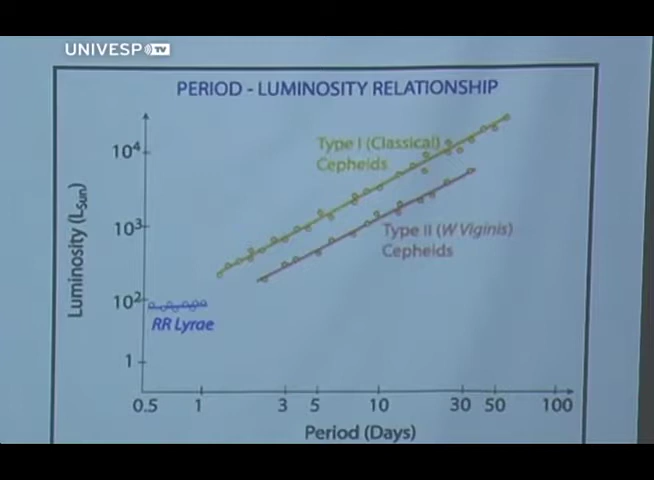 UNIVESP TV
PERIOD - LUMINOSITY RELATIONSHIP
Type I (Classical)
Cepheids
Type II (W Viginis)
Cepheids
RR Lyrae
Luminosity (LSun)
10⁴
10³
10²
1
0.5 1 3 5 10 30 50 100
Period (Days)